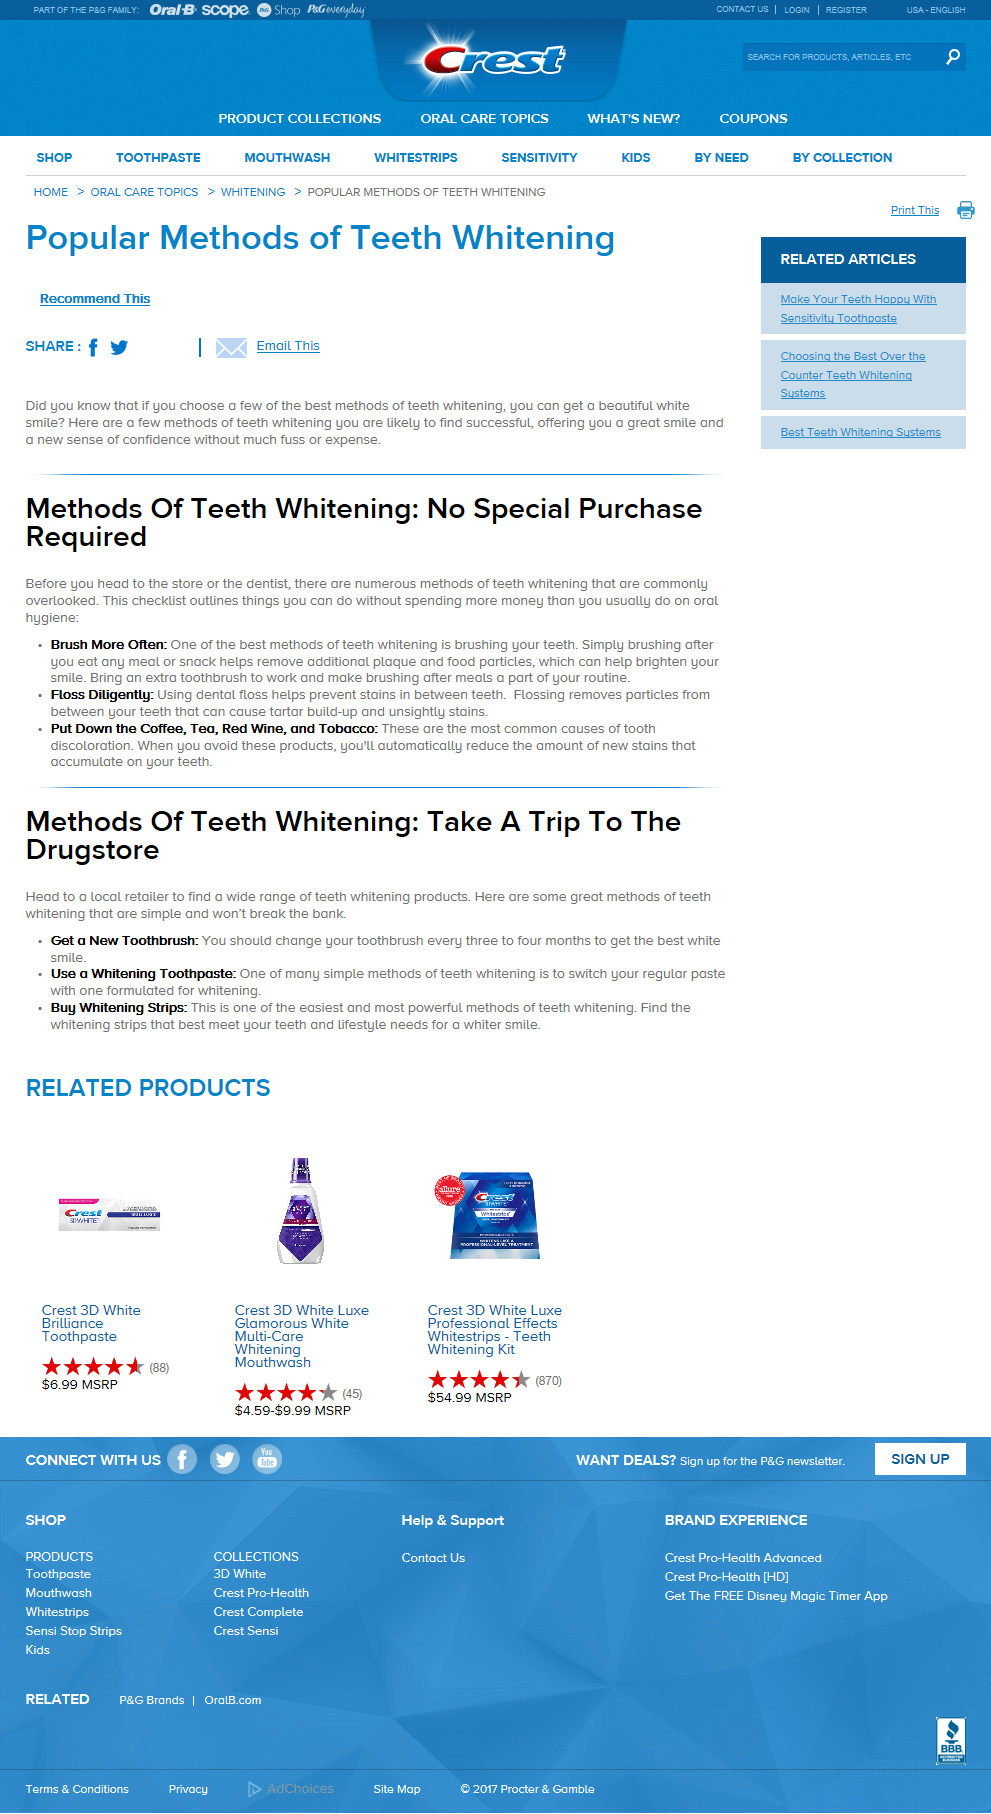 PART OF THE P&G FAMILY: Oral-B scope. P&G Shop P&G everyday
CONTACT US | LOGIN | REGISTER USA - ENGLISH
Crest
SEARCH FOR PRODUCTS, ARTICLES, ETC
PRODUCT COLLECTIONS ORAL CARE TOPICS WHAT'S NEW? COUPONS
SHOP TOOTHPASTE MOUTHWASH WHITESTRIPS SENSITIVITY KIDS BY NEED BY COLLECTION
HOME > ORAL CARE TOPICS > WHITENING > POPULAR METHODS OF TEETH WHITENING
Print This
Popular Methods of Teeth Whitening
Recommend This
SHARE : | Email This
RELATED ARTICLES
Make Your Teeth Happy With
Sensitivity Toothpaste
Choosing the Best Over the
Counter Teeth Whitening
Systems
Best Teeth Whitening Systems
Did you know that if you choose a few of the best methods of teeth whitening, you can get a beautiful white
smile? Here are a few methods of teeth whitening you are likely to find successful, offering you a great smile and
a new sense of confidence without much fuss or expense.
Methods Of Teeth Whitening: No Special Purchase
Required
Before you head to the store or the dentist, there are numerous methods of teeth whitening that are commonly
overlooked. This checklist outlines things you can do without spending more money than you usually do on oral
hygiene:
• Brush More Often: One of the best methods of teeth whitening is brushing your teeth. Simply brushing after
you eat any meal or snack helps remove additional plaque and food particles, which can help brighten your
smile. Bring an extra toothbrush to work and make brushing after meals a part of your routine.
• Floss Diligently: Using dental floss helps prevent stains in between teeth. Flossing removes particles from
between your teeth that can cause tartar build-up and unsightly stains.
• Put Down the Coffee, Tea, Red Wine, and Tobacco: These are the most common causes of tooth
discoloration. When you avoid these products, you'll automatically reduce the amount of new stains that
accumulate on your teeth.
Methods Of Teeth Whitening: Take A Trip To The
Drugstore
Head to a local retailer to find a wide range of teeth whitening products. Here are some great methods of teeth
whitening that are simple and won't break the bank.
• Get a New Toothbrush: You should change your toothbrush every three to four months to get the best white
smile.
• Use a Whitening Toothpaste: One of many simple methods of teeth whitening is to switch your regular paste
with one formulated for whitening.
• Buy Whitening Strips: This is one of the easiest and most powerful methods of teeth whitening. Find the
whitening strips that best meet your teeth and lifestyle needs for a whiter smile.
RELATED PRODUCTS
Crest
3D WHITE
BRILLIANCE
allure
Crest
3D WHITE
Whitestrips
PROFESSIONAL-LEVEL TREATMENT
Crest 3D White
Brilliance
Toothpaste
(88)
$6.99 MSRP
Crest 3D White Luxe
Glamorous White
Multi-Care
Whitening
Mouthwash
(45)
$4.59-$9.99 MSRP
Crest 3D White Luxe
Professional Effects
Whitestrips - Teeth
Whitening Kit
(870)
$54.99 MSRP
CONNECT WITH US You Tube
WANT DEALS? Sign up for the P&G newsletter. SIGN UP
SHOP
PRODUCTS
Toothpaste
Mouthwash
Whitestrips
Sensi Stop Strips
Kids
COLLECTIONS
3D White
Crest Pro-Health
Crest Complete
Crest Sensi
Help & Support
Contact Us
BRAND EXPERIENCE
Crest Pro-Health Advanced
Crest Pro-Health [HD]
Get The FREE Disney Magic Timer App
RELATED P&G Brands | OralB.com
BBB
ACCREDITED
BUSINESS
Terms & Conditions Privacy AdChoices Site Map © 2017 Procter & Gamble